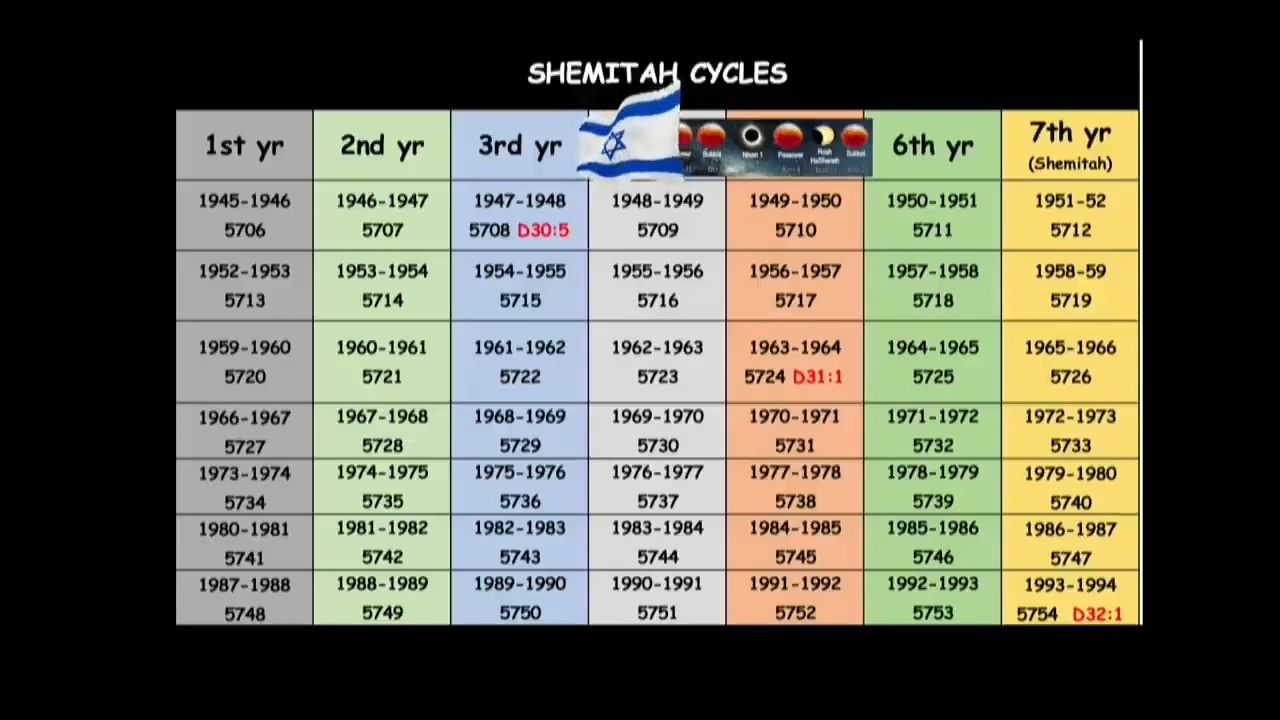 SHEMITAH CYCLES
1st yr 2nd yr 3rd yr 6th yr 7th yr
(Shemitah)
Sukkot Nisan 1 Passover Rosh HaShanah Sukkot
1945-1946 1946-1947 1947-1948 1948-1949 1949-1950 1950-1951 1951-52
5706 5707 5708 D30:5 5709 5710 5711 5712
1952-1953 1953-1954 1954-1955 1955-1956 1956-1957 1957-1958 1958-59
5713 5714 5715 5716 5717 5718 5719
1959-1960 1960-1961 1961-1962 1962-1963 1963-1964 1964-1965 1965-1966
5720 5721 5722 5723 5724 D31:1 5725 5726
1966-1967 1967-1968 1968-1969 1969-1970 1970-1971 1971-1972 1972-1973
5727 5728 5729 5730 5731 5732 5733
1973-1974 1974-1975 1975-1976 1976-1977 1977-1978 1978-1979 1979-1980
5734 5735 5736 5737 5738 5739 5740
1980-1981 1981-1982 1982-1983 1983-1984 1984-1985 1985-1986 1986-1987
5741 5742 5743 5744 5745 5746 5747
1987-1988 1988-1989 1989-1990 1990-1991 1991-1992 1992-1993 1993-1994
5748 5749 5750 5751 5752 5753 5754 D32:1